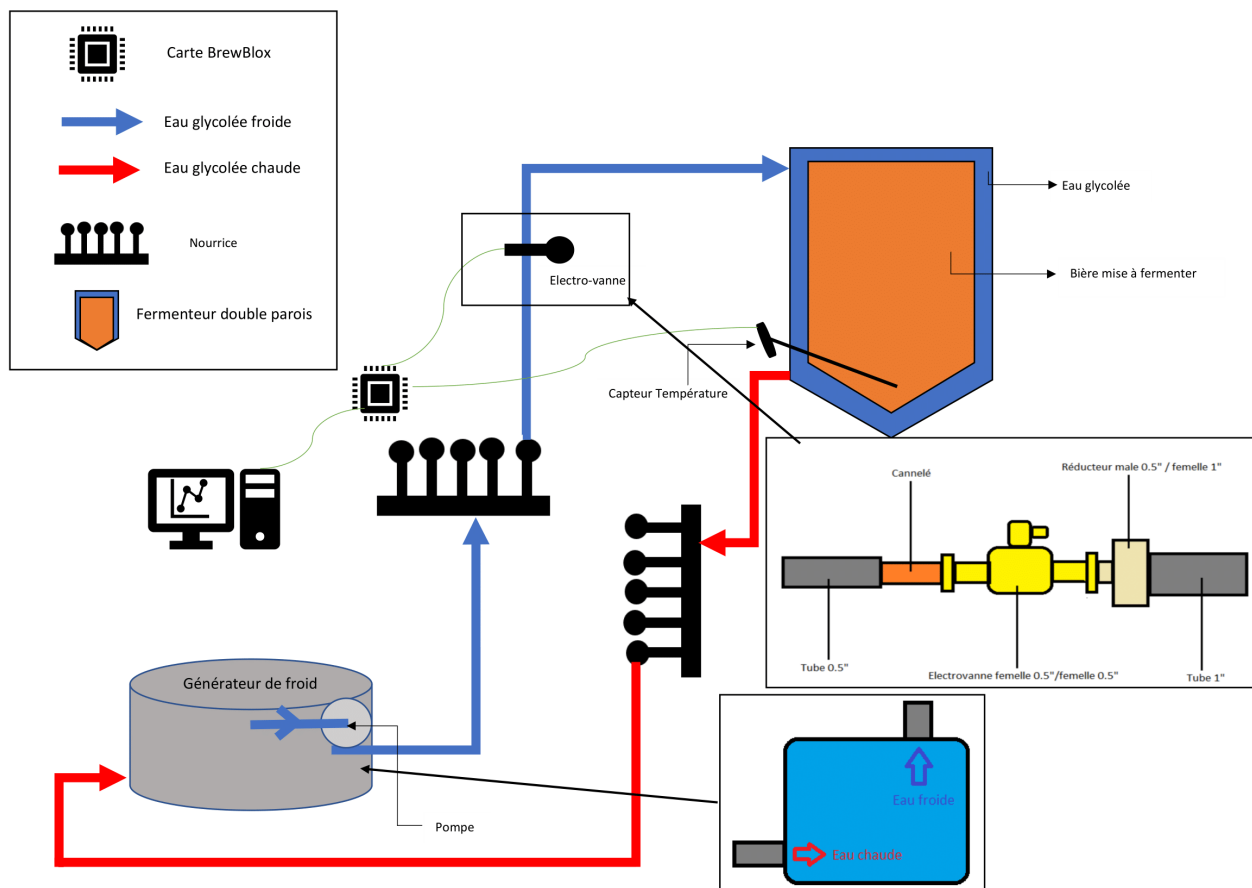 Carte BrewBlox
Eau glycolée froide
Eau glycolée chaude
Nourrice
Fermenteur double parois
Electro-vanne
Eau glycolée
Bière mise à fermenter
Capteur Température
Cannelé
Réducteur male 0.5" / femelle 1"
Tube 0.5"
Electrovanne femelle 0.5"/femelle 0.5"
Tube 1"
Générateur de froid
Pompe
Eau froide
Eau chaude